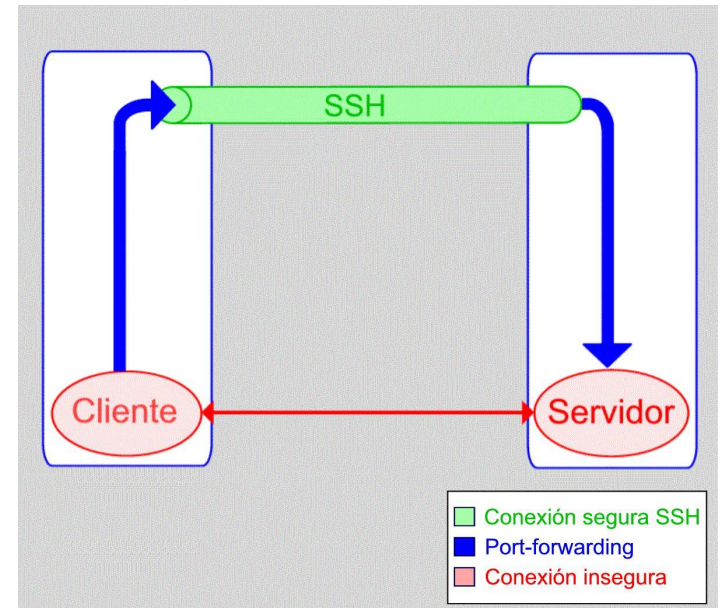 SSH
Cliente
Servidor
Conexión segura SSH
Port-forwarding
Conexión insegura